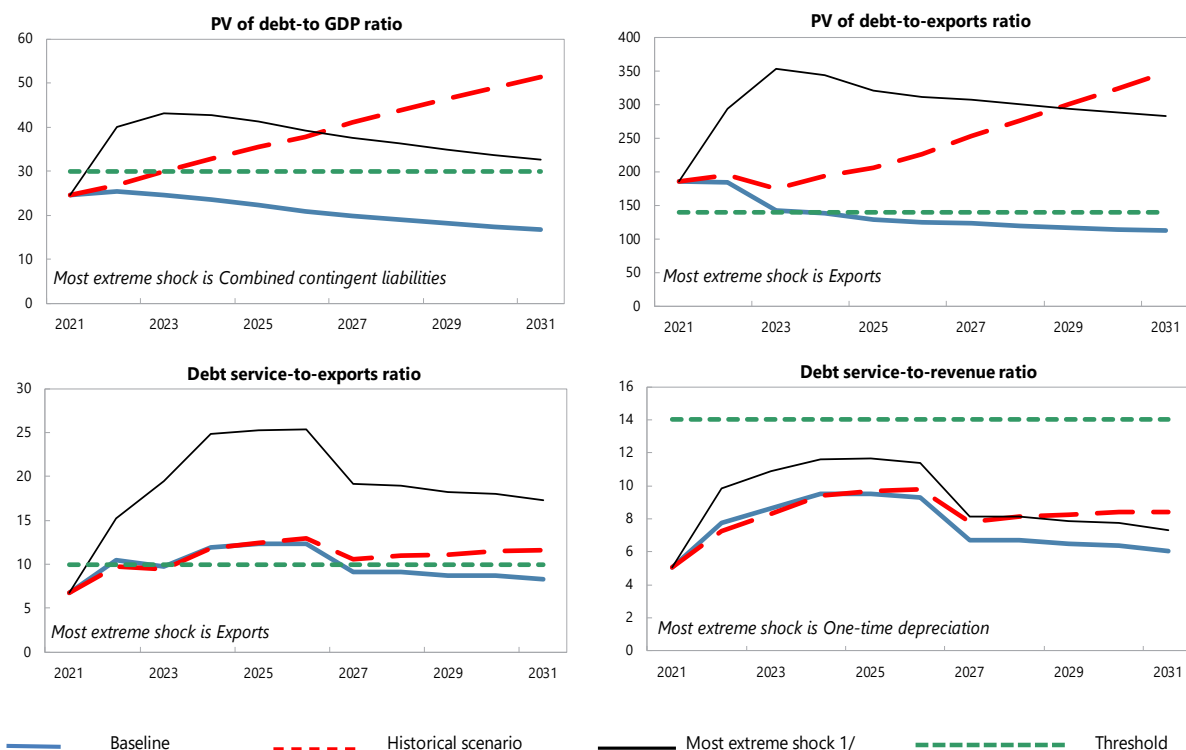 PV of debt-to GDP ratio
60
50
40
30
20
10
0
Most extreme shock is Combined contingent liabilities
2021 2023 2025 2027 2029 2031
PV of debt-to-exports ratio
400
350
300
250
200
150
100
50
0
Most extreme shock is Exports
2021 2023 2025 2027 2029 2031
Debt service-to-exports ratio
30
25
20
15
10
5
0
Most extreme shock is Exports
2021 2023 2025 2027 2029 2031
Debt service-to-revenue ratio
16
14
12
10
8
6
4
2
0
Most extreme shock is One-time depreciation
2021 2023 2025 2027 2029 2031
Baseline Historical scenario Most extreme shock 1/ Threshold